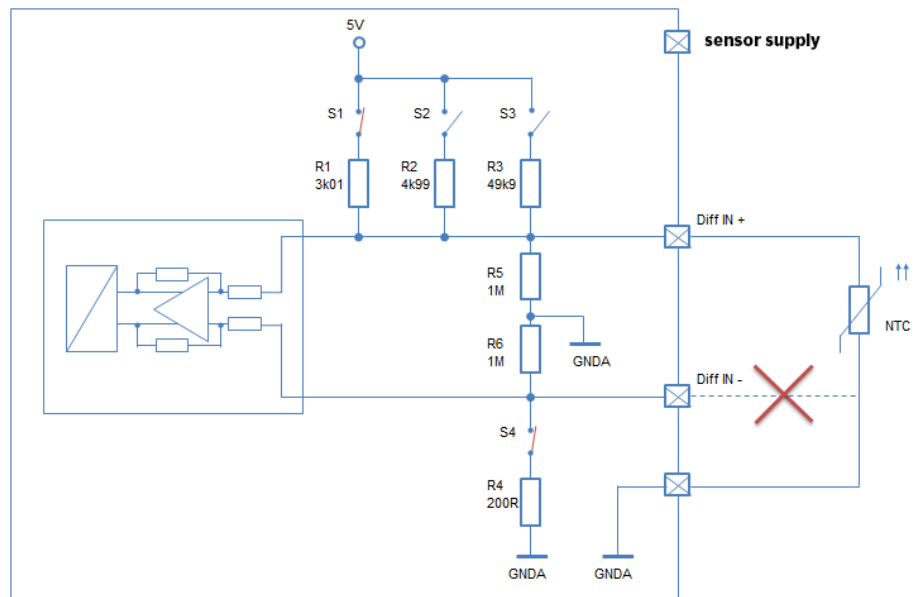 5V
sensor supply
S1
S2
S3
R1
3k01
R2
4k99
R3
49k9
Diff IN +
R5
1M
NTC
R6
1M
GNDA
Diff IN -
S4
R4
200R
GNDA
GNDA